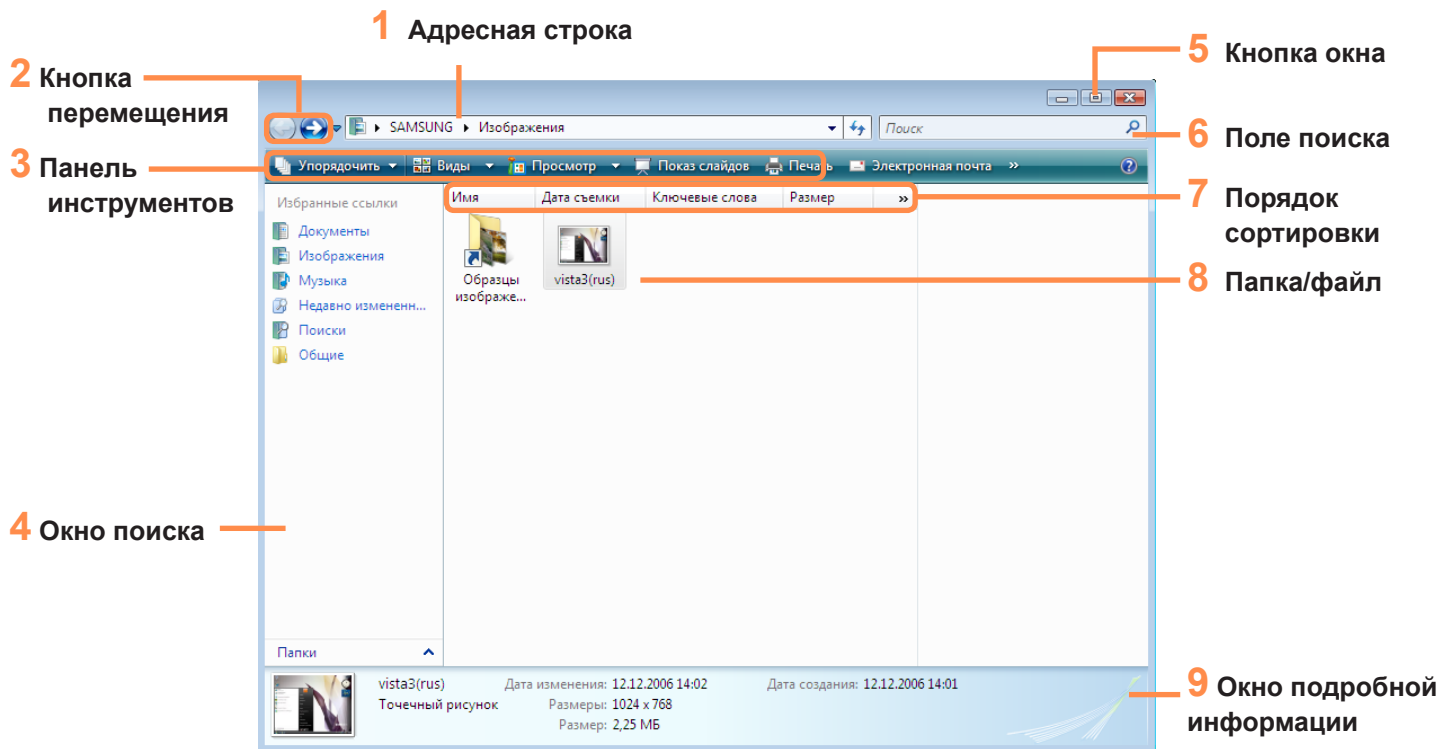 1 Адресная строка
2 Кнопка
перемещения
5 Кнопка окна
SAMSUNG Изображения
Поиск
6 Поле поиска
3 Панель
инструментов
Упорядочить Виды Просмотр Показ слайдов Печать Электронная почта »
Избранные ссылки
Документы
Изображения
Музыка
Недавно измененн...
Поиски
Общие
Имя Дата съемки Ключевые слова Размер »
7 Порядок
сортировки
Образцы
изображе...
vista3(rus)
8 Папка/файл
4 Окно поиска
Папки
vista3(rus) Дата изменения: 12.12.2006 14:02 Дата создания: 12.12.2006 14:01
Точечный рисунок Размеры: 1024 x 768
Размер: 2,25 МБ
9 Окно подробной
информации